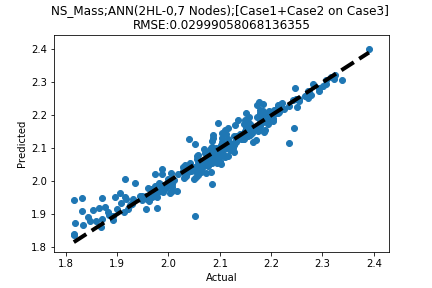 NS_Mass;ANN(2HL-0,7 Nodes);[Case1+Case2 on Case3]
RMSE:0.02999058068136355
2.4
2.3
2.2
2.1
2.0
1.9
1.8
Predicted
1.8 1.9 2.0 2.1 2.2 2.3 2.4
Actual